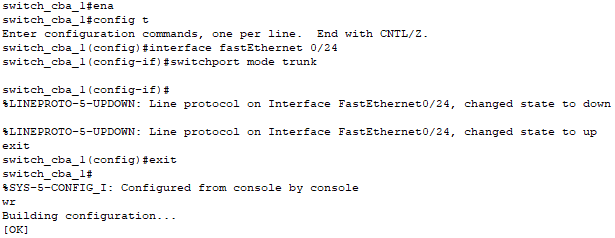 switch_cba_1#ena
switch_cba_1#config t
Enter configuration commands, one per line.  End with CNTL/Z.
switch_cba_1(config)#interface fastEthernet 0/24
switch_cba_1(config-if)#switchport mode trunk
switch_cba_1(config-if)#
%LINEPROTO-5-UPDOWN: Line protocol on Interface FastEthernet0/24, changed state to down
%LINEPROTO-5-UPDOWN: Line protocol on Interface FastEthernet0/24, changed state to up
exit
switch_cba_1(config)#exit
switch_cba_1#
%SYS-5-CONFIG_I: Configured from console by console
wr
Building configuration...
[OK]